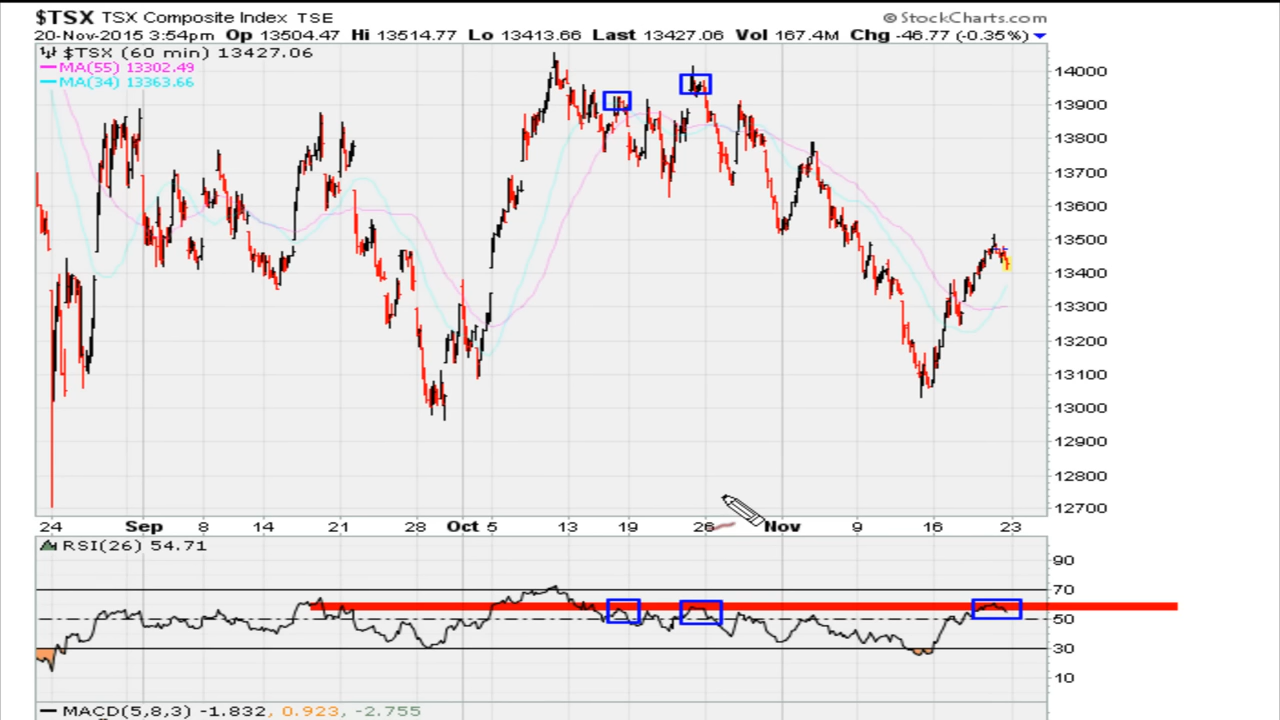 $TSX TSX Composite Index TSE © StockCharts.com
20-Nov-2015 3:54pm Op 13504.47 Hi 13514.77 Lo 13413.66 Last 13427.06 Vol 167.4M Chg -46.77 (-0.35%)
$TSX (60 min) 13427.06
MA(55) 13302.49
MA(34) 13363.66
14000
13900
13800
13700
13600
13500
13400
13300
13200
13100
13000
12900
12800
12700
24 Sep 8 14 21 28 Oct 5 13 19 26 Nov 9 16 23
RSI(26) 54.71
90
70
50
30
10
MACD(5,8,3) -1.832, 0.923, -2.755